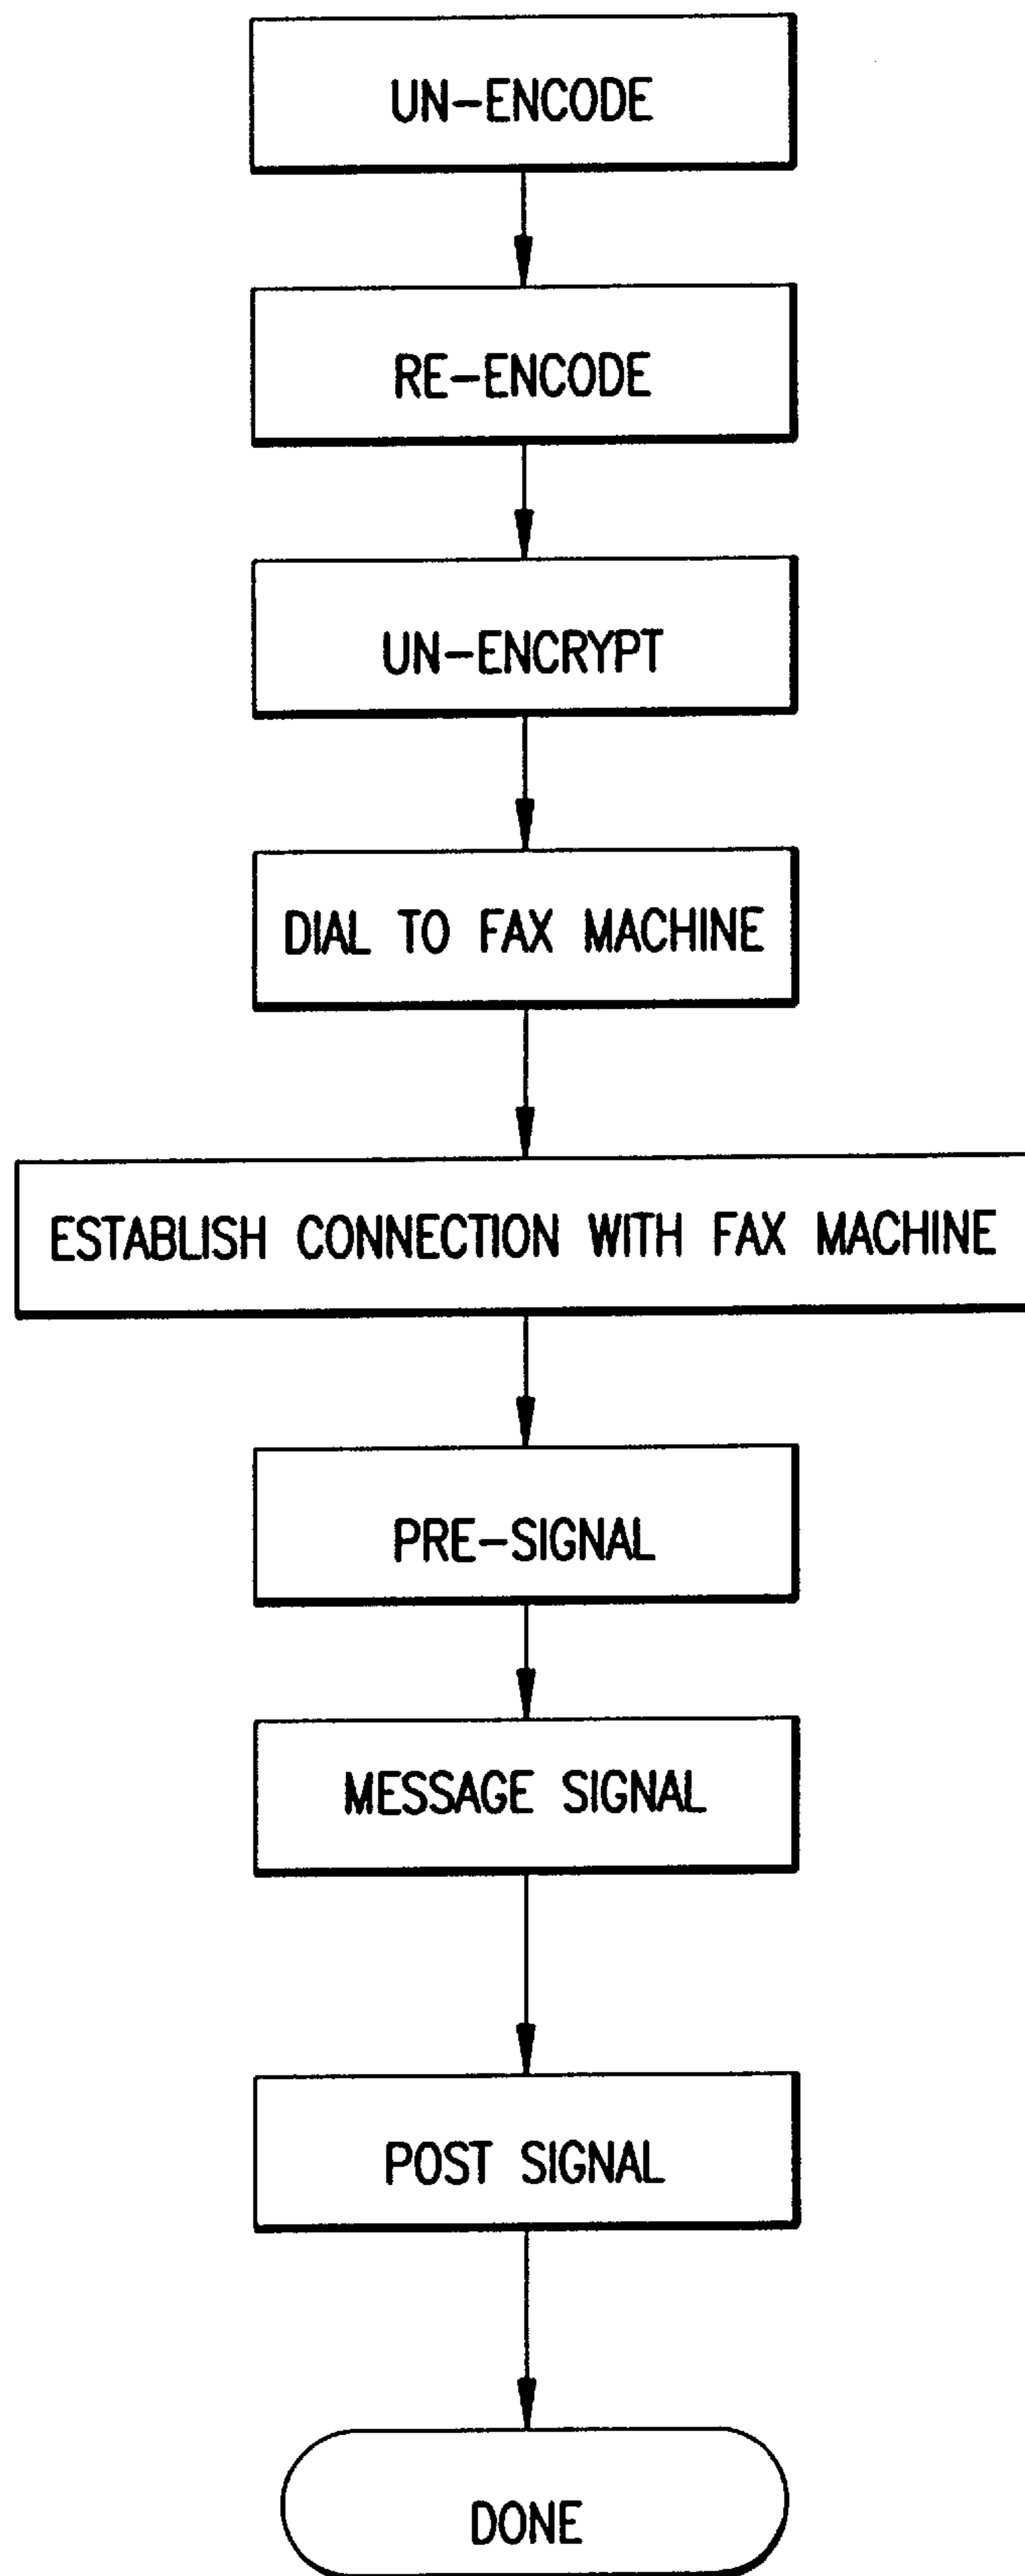 UN-ENCODE
RE-ENCODE
UN-ENCRYPT
DIAL TO FAX MACHINE
ESTABLISH CONNECTION WITH FAX MACHINE
PRE-SIGNAL
MESSAGE SIGNAL
POST SIGNAL
DONE